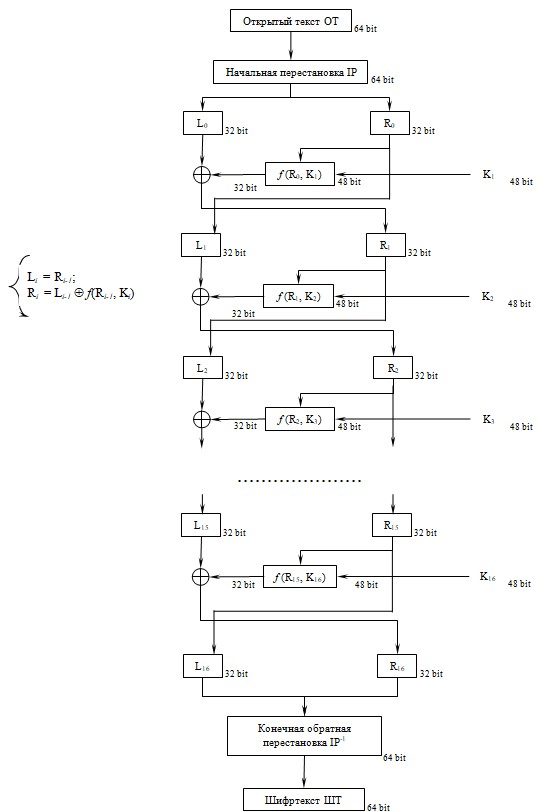 Открытый текст ОТ
64 bit
Начальная перестановка IP
64 bit
L₀ 32 bit R₀ 32 bit
f(R₀, K₁) 32 bit 48 bit K₁ 48 bit
L₁ 32 bit R₁ 32 bit
Lᵢ = Rᵢ₋₁;
Rᵢ = Lᵢ₋₁ ⊕ f(Rᵢ₋₁, Kᵢ)
f(R₁, K₂) 32 bit 48 bit K₂ 48 bit
L₂ 32 bit R₂ 32 bit
f(R₂, K₃) 32 bit 48 bit K₃ 48 bit
.....................
L₁₅ 32 bit R₁₅ 32 bit
f(R₁₅, K₁₆) 32 bit 48 bit K₁₆ 48 bit
L₁₆ 32 bit R₁₆ 32 bit
Конечная обратная
перестановка IP⁻¹
64 bit
Шифртекст ШТ
64 bit